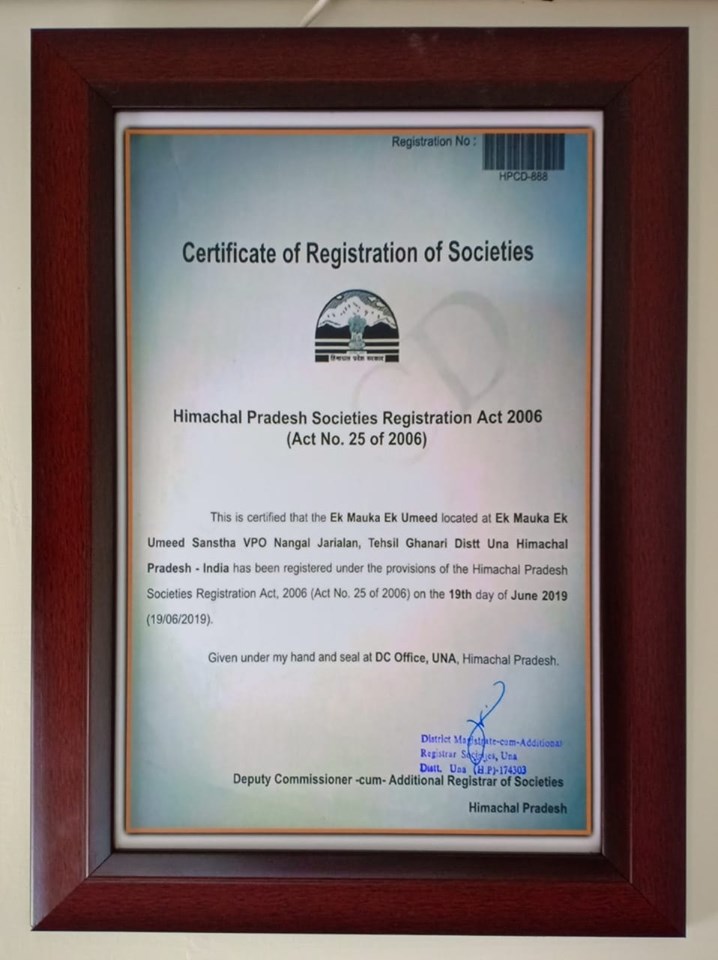 Registration No :
HPCD-888
Certificate of Registration of Societies
हिमाचल प्रदेश सरकार
Himachal Pradesh Societies Registration Act 2006
(Act No. 25 of 2006)
This is certified that the Ek Mauka Ek Umeed located at Ek Mauka Ek
Umeed Sanstha VPO Nangal Jarialan, Tehsil Ghanari Distt Una Himachal
Pradesh - India has been registered under the provisions of the Himachal Pradesh
Societies Registration Act, 2006 (Act No. 25 of 2006) on the 19th day of June 2019
(19/06/2019).
Given under my hand and seal at DC Office, UNA, Himachal Pradesh.
District Magistrate-cum-Additional
Registrar Societies, Una
Distt. Una (H.P)-174303
Deputy Commissioner -cum- Additional Registrar of Societies
Himachal Pradesh